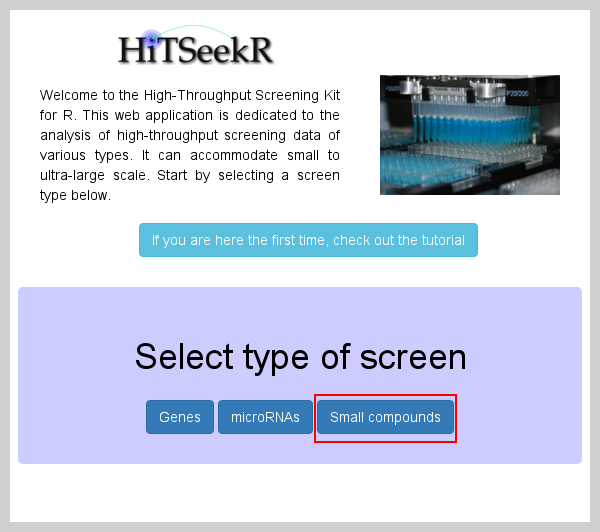 HiTSeekR
Welcome to the High-Throughput Screening Kit
for R. This web application is dedicated to the
analysis of high-throughput screening data of
various types. It can accommodate small to
ultra-large scale. Start by selecting a screen
type below.
P20/200
If you are here the first time, check out the tutorial
Select type of screen
Genes microRNAs Small compounds